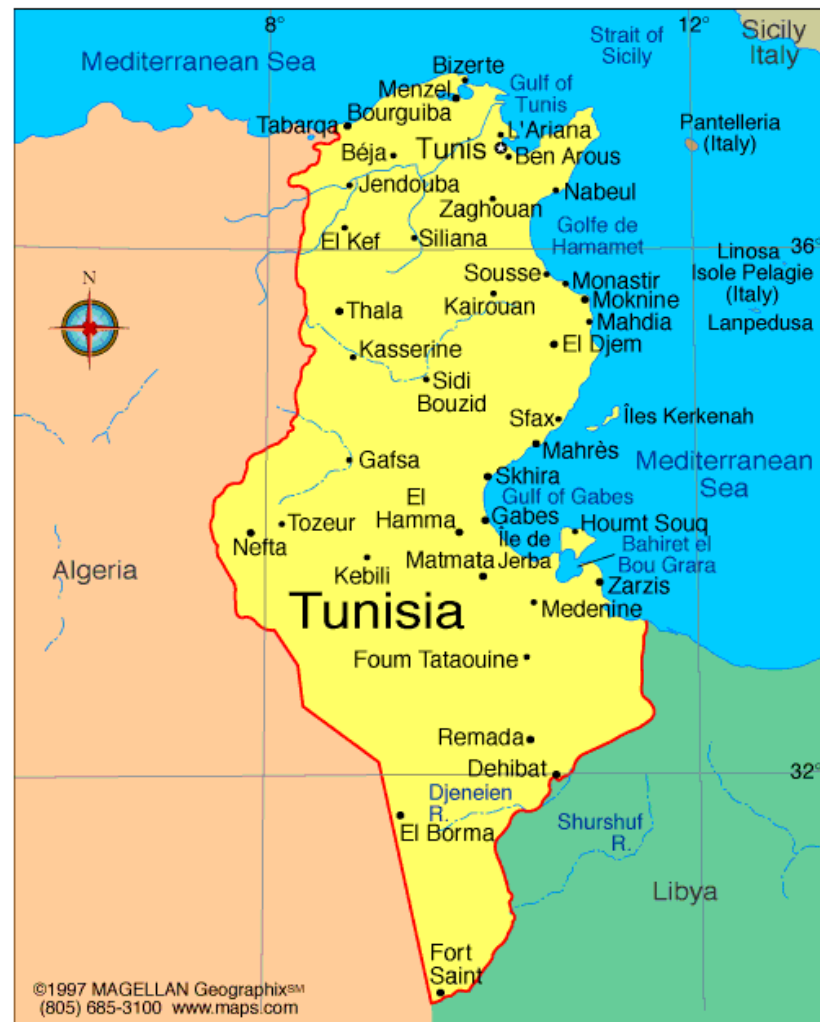 8°
12°
Sicily
Italy
Strait of
Sicily
Mediterranean Sea
Bizerte
Menzel
Bourguiba
Gulf of
Tunis
Tabarqa
L'Ariana
Pantelleria
(Italy)
Béja
Tunis
Ben Arous
Jendouba
Nabeul
Zaghouan
El Kef
Siliana
Golfe de
Hamamet
36°
Linosa
Isole Pelagie
(Italy)
Lanpedusa
N
Sousse
Monastir
Kairouan
Moknine
Thala
Mahdia
El Djem
Kasserine
Sidi
Bouzid
Sfax
Îles Kerkenah
Mahrès
Gafsa
Mediterranean
Sea
Skhira
Gulf of Gabes
El
Hamma
Gabes
Houmt Souq
Tozeur
Nefta
Île de
Jerba
Bahiret el
Bou Grara
Algeria
Kebili
Matmata
Zarzis
Tunisia
Medenine
Foum Tataouine
Remada
Dehibat
32°
Djeneien
R.
El Borma
Shurshuf
R.
Libya
Fort
Saint
©1997 MAGELLAN Geographix℠
(805) 685-3100 www.maps.com